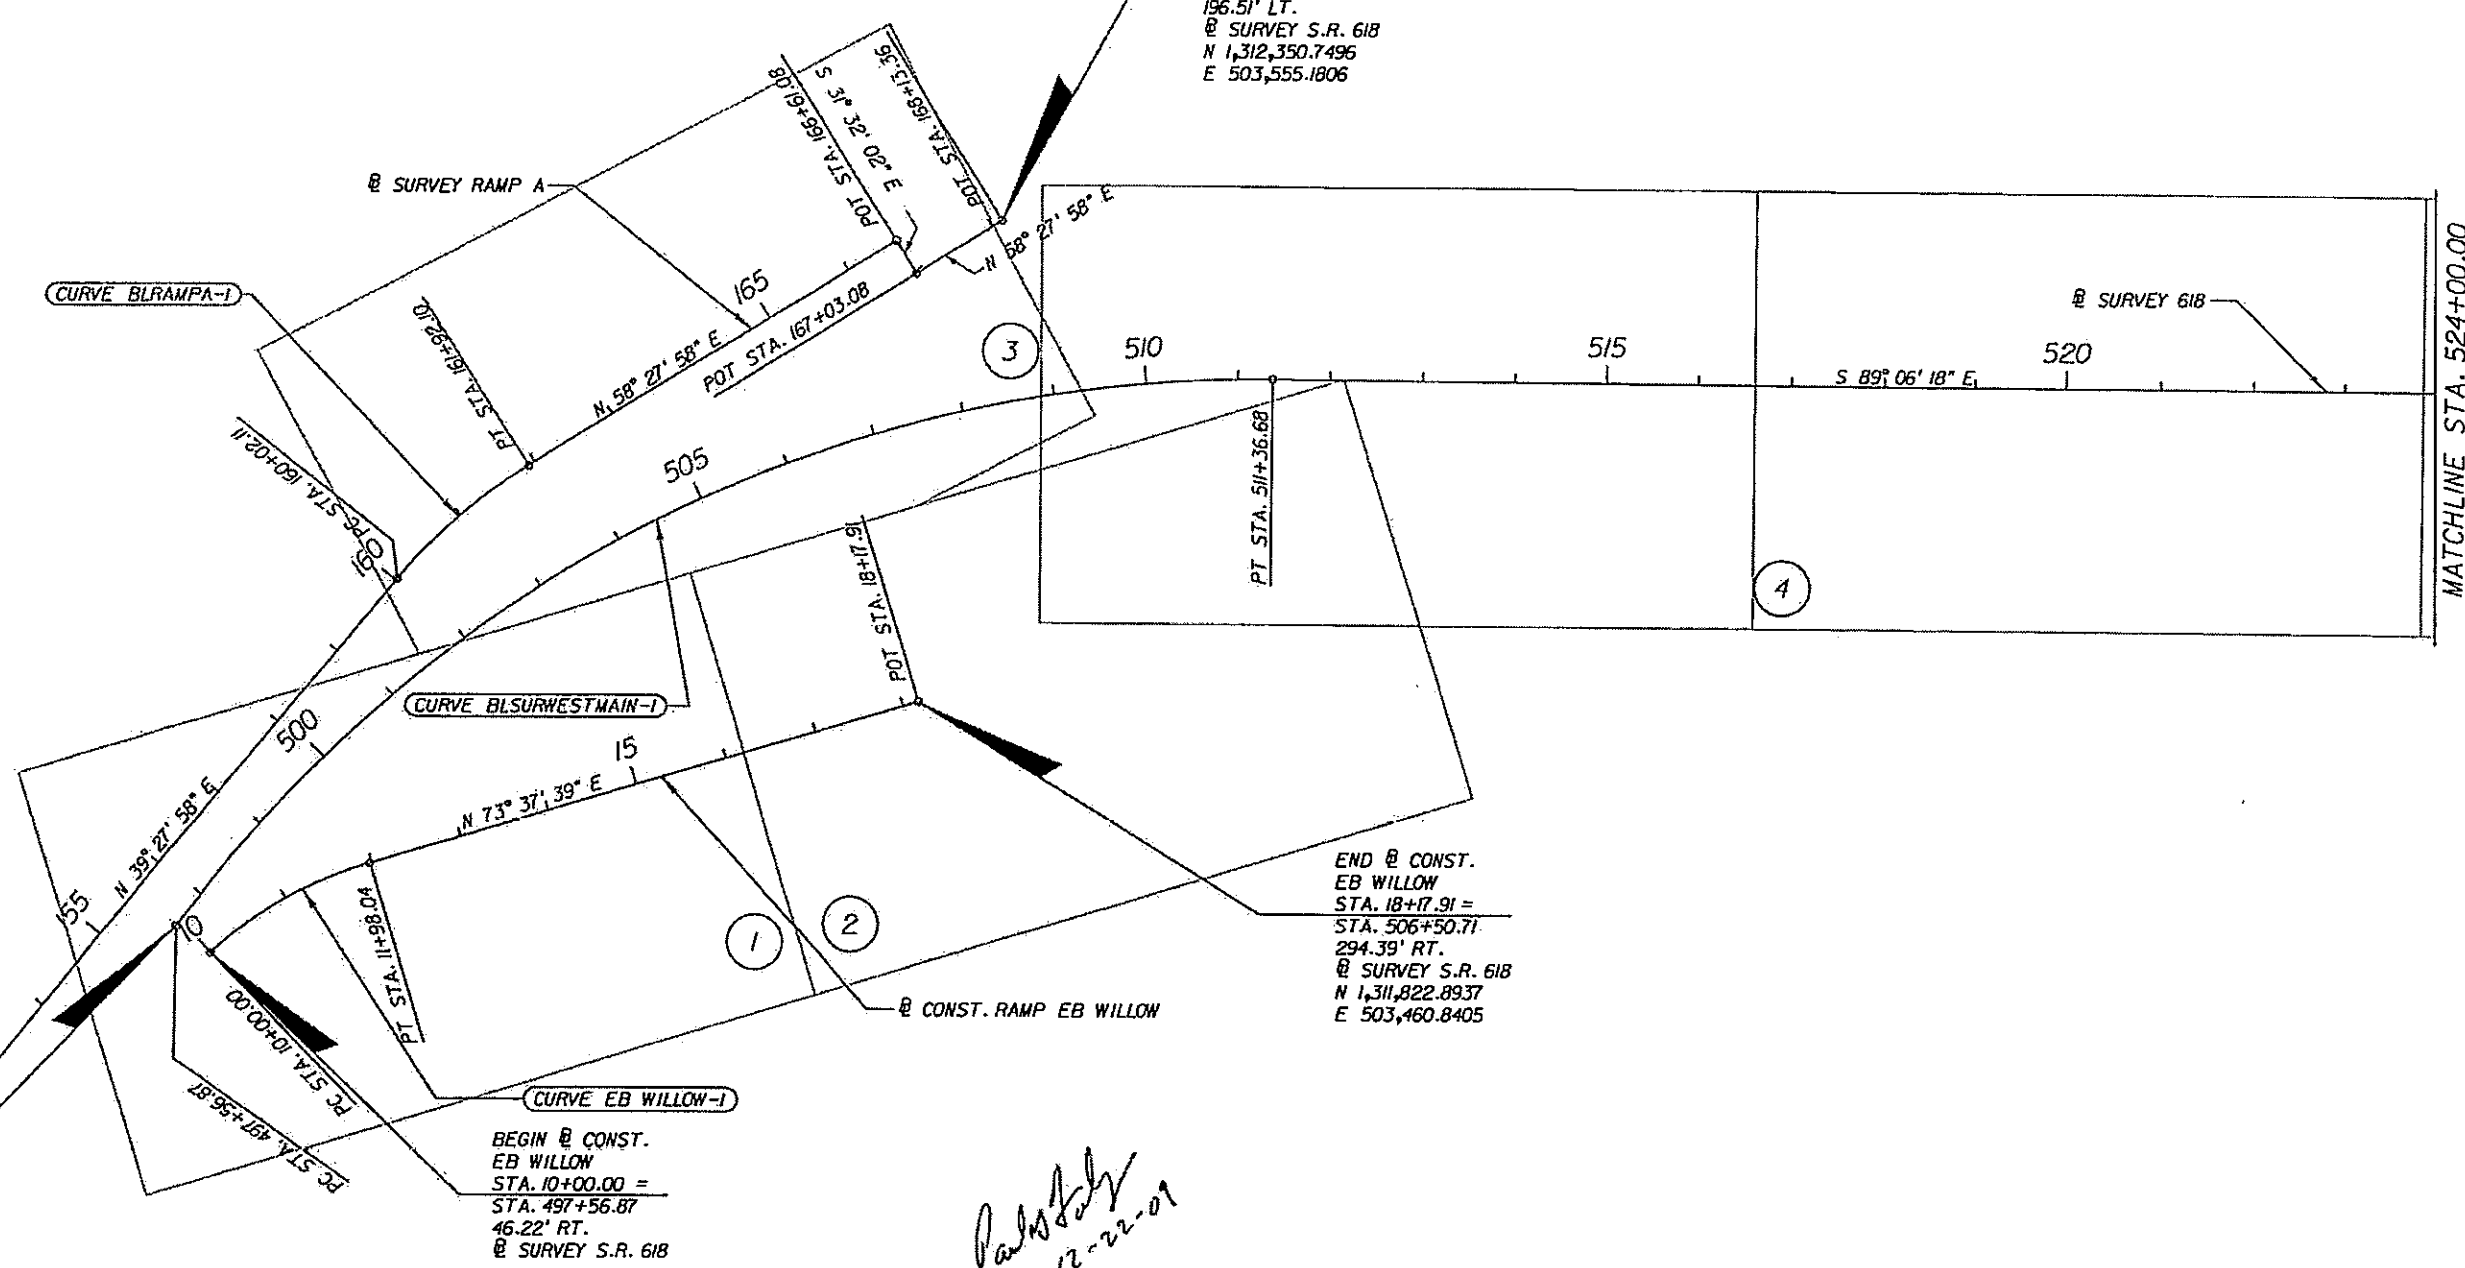 196.51' LT.
℄ SURVEY S.R. 618
N 1,312,350.7496
E 503,555.1806
POT STA. 168+15.36
S 31° 32' 02" E
POT STA. 166+61.08
℄ SURVEY RAMP A
N 58° 27' 58" E
CURVE BLRAMPA-1
165
PT STA. 161+92.10
N 58° 27' 58" E
POT STA. 167+03.08
3
510
515
520
℄ SURVEY 618
S 89° 06' 18" E
MATCHLINE STA. 524+00.00
PC STA. 160+02.11
160
505
PT STA. 511+36.68
POT STA. 18+17.91
4
CURVE BLSURWESTMAIN-1
500
15
N 73° 37' 39" E
N 39° 27' 58" E
155
10
PT STA. 11+98.04
1
2
END ℄ CONST.
EB WILLOW
STA. 18+17.91 =
STA. 506+50.71
294.39' RT.
℄ SURVEY S.R. 618
N 1,311,822.8937
E 503,460.8405
℄ CONST. RAMP EB WILLOW
PC STA. 10+00.00
PC STA. 497+56.87
CURVE EB WILLOW-1
BEGIN ℄ CONST.
EB WILLOW
STA. 10+00.00 =
STA. 497+56.87
46.22' RT.
℄ SURVEY S.R. 618
12-22-09